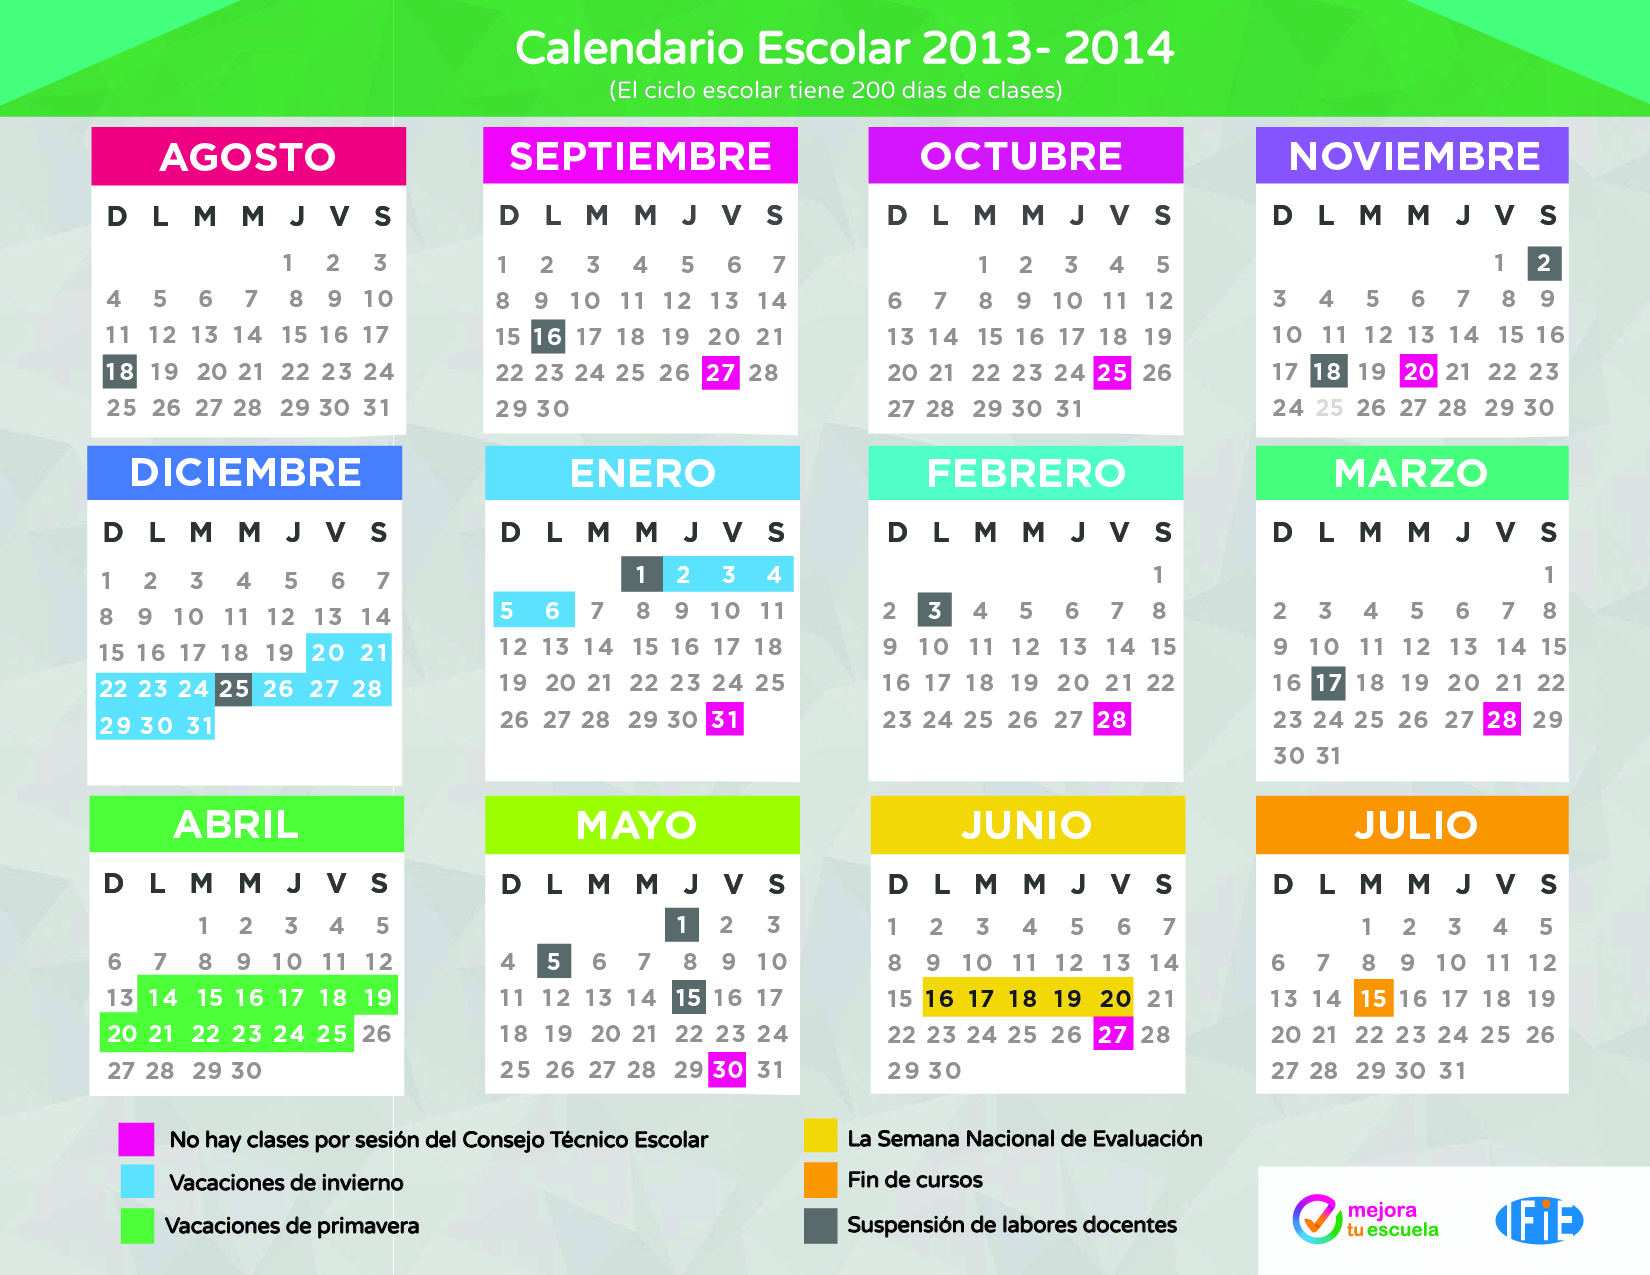 Calendario Escolar 2013- 2014
(El ciclo escolar tiene 200 días de clases)
AGOSTO
D L M M J V S
1 2 3
4 5 6 7 8 9 10
11 12 13 14 15 16 17
18 19 20 21 22 23 24
25 26 27 28 29 30 31
SEPTIEMBRE
D L M M J V S
1 2 3 4 5 6 7
8 9 10 11 12 13 14
15 16 17 18 19 20 21
22 23 24 25 26 27 28
29 30
OCTUBRE
D L M M J V S
1 2 3 4 5
6 7 8 9 10 11 12
13 14 15 16 17 18 19
20 21 22 23 24 25 26
27 28 29 30 31
NOVIEMBRE
D L M M J V S
1 2
3 4 5 6 7 8 9
10 11 12 13 14 15 16
17 18 19 20 21 22 23
24 25 26 27 28 29 30
DICIEMBRE
D L M M J V S
1 2 3 4 5 6 7
8 9 10 11 12 13 14
15 16 17 18 19 20 21
22 23 24 25 26 27 28
29 30 31
ENERO
D L M M J V S
1 2 3 4
5 6 7 8 9 10 11
12 13 14 15 16 17 18
19 20 21 22 23 24 25
26 27 28 29 30 31
FEBRERO
D L M M J V S
1
2 3 4 5 6 7 8
9 10 11 12 13 14 15
16 17 18 19 20 21 22
23 24 25 26 27 28
MARZO
D L M M J V S
1
2 3 4 5 6 7 8
9 10 11 12 13 14 15
16 17 18 19 20 21 22
23 24 25 26 27 28 29
30 31
ABRIL
D L M M J V S
1 2 3 4 5
6 7 8 9 10 11 12
13 14 15 16 17 18 19
20 21 22 23 24 25 26
27 28 29 30
MAYO
D L M M J V S
1 2 3
4 5 6 7 8 9 10
11 12 13 14 15 16 17
18 19 20 21 22 23 24
25 26 27 28 29 30 31
JUNIO
D L M M J V S
1 2 3 4 5 6 7
8 9 10 11 12 13 14
15 16 17 18 19 20 21
22 23 24 25 26 27 28
29 30
JULIO
D L M M J V S
1 2 3 4 5
6 7 8 9 10 11 12
13 14 15 16 17 18 19
20 21 22 23 24 25 26
27 28 29 30 31
No hay clases por sesión del Consejo Técnico Escolar
Vacaciones de invierno
Vacaciones de primavera
La Semana Nacional de Evaluación
Fin de cursos
Suspensión de labores docentes
mejora
tu escuela
IFiE